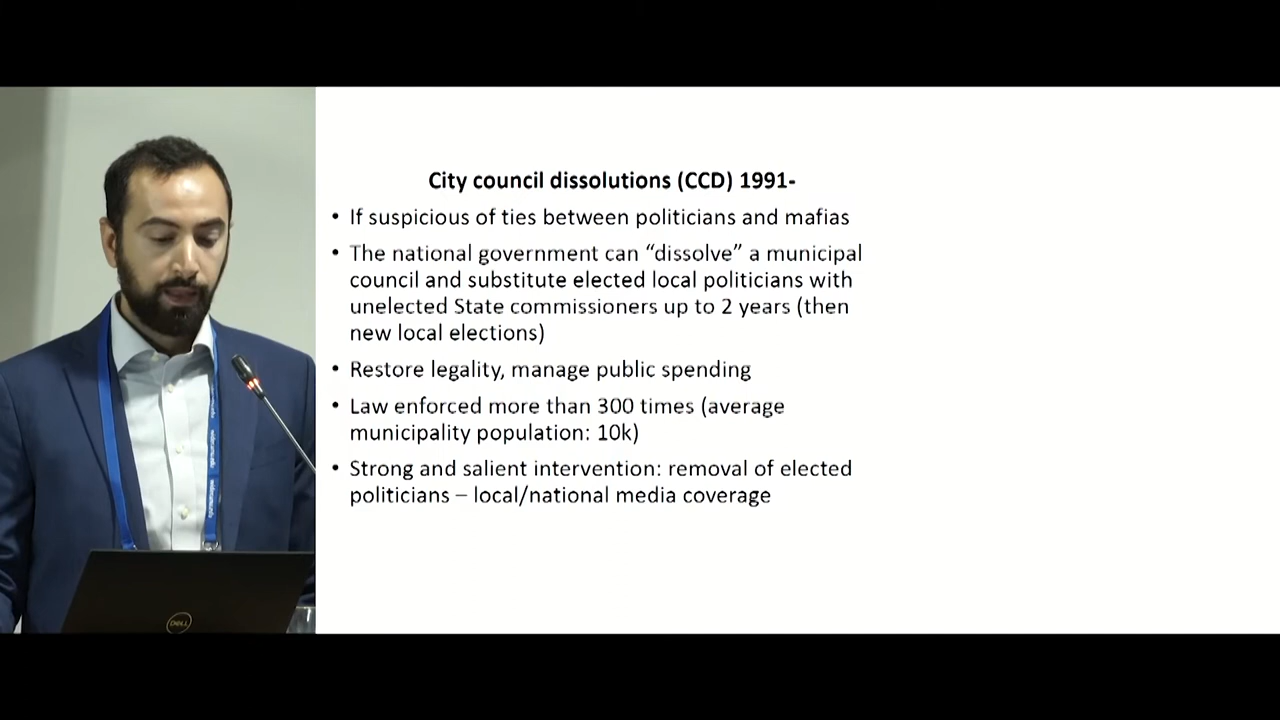 City council dissolutions (CCD) 1991-
• If suspicious of ties between politicians and mafias
• The national government can “dissolve” a municipal
council and substitute elected local politicians with
unelected State commissioners up to 2 years (then
new local elections)
• Restore legality, manage public spending
• Law enforced more than 300 times (average
municipality population: 10k)
• Strong and salient intervention: removal of elected
politicians – local/national media coverage
DELL